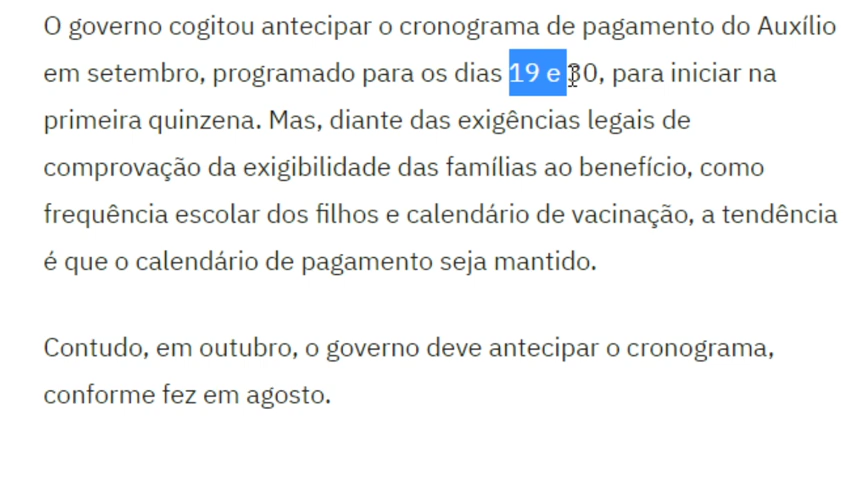 O governo cogitou antecipar o cronograma de pagamento do Auxílio
em setembro, programado para os dias 19 e 30, para iniciar na
primeira quinzena. Mas, diante das exigências legais de
comprovação da exigibilidade das famílias ao benefício, como
frequência escolar dos filhos e calendário de vacinação, a tendência
é que o calendário de pagamento seja mantido.
Contudo, em outubro, o governo deve antecipar o cronograma,
conforme fez em agosto.